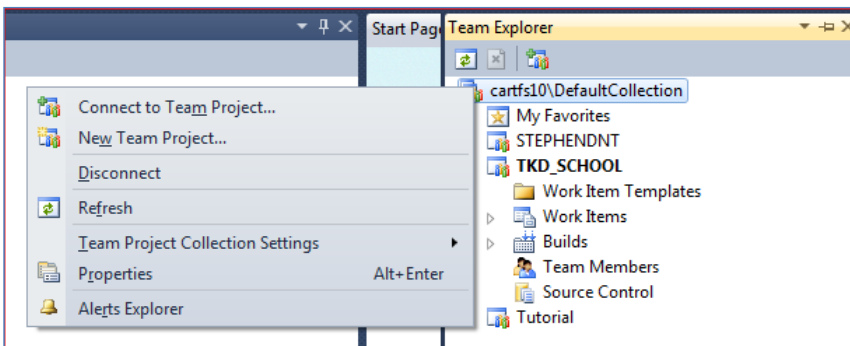 Start Page
Team Explorer
cartfs10\DefaultCollection
My Favorites
STEPHENDNT
TKD_SCHOOL
Work Item Templates
Work Items
Builds
Team Members
Source Control
Tutorial
Connect to Team Project...
New Team Project...
Disconnect
Refresh
Team Project Collection Settings
Properties Alt+Enter
Alerts Explorer